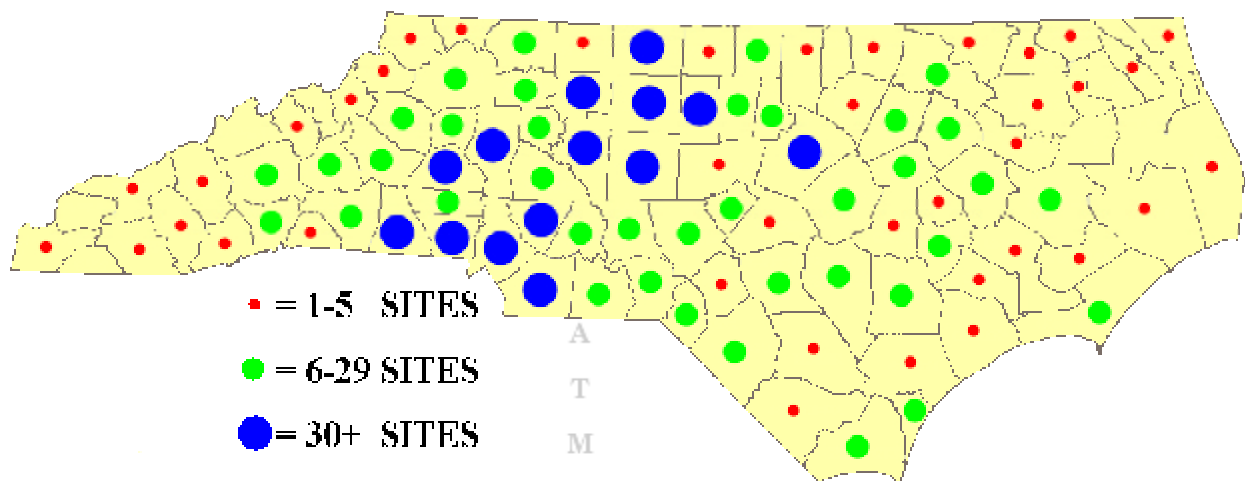 = 1-5 SITES
= 6-29 SITES
= 30+ SITES
A
T
M